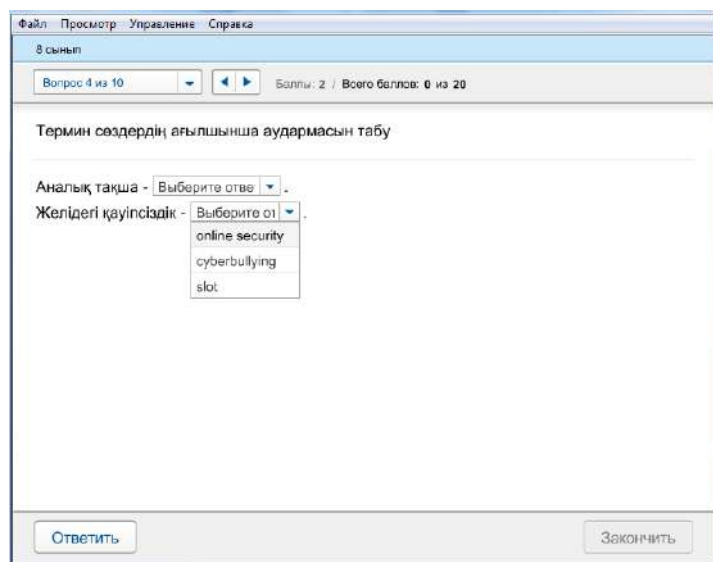 Файл Просмотр Управление Справка
8 сынып
Вопрос 4 из 10 Баллы: 2 / Всего баллов: 0 из 20
Термин сөздердің ағылшынша аудармасын табу
Аналық тақша - Выберите отве .
Желідегі қауіпсіздік - Выберите от .
online security
cyberbullying
slot
Ответить Закончить